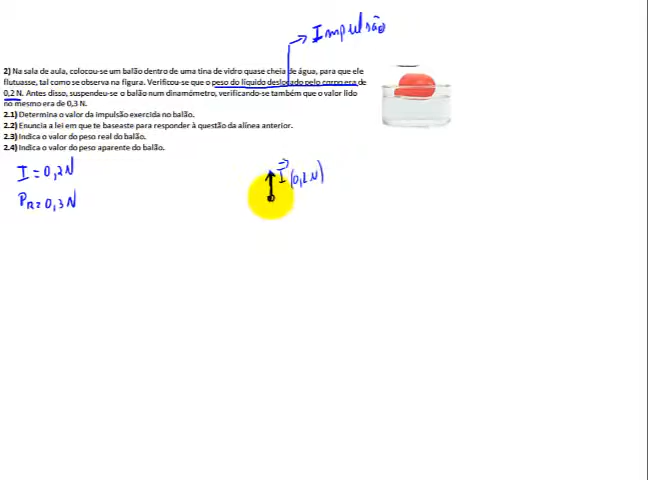 Impulsão
2) Na sala de aula, colocou-se um balão dentro de uma tina de vidro quase cheia de água, para que ele
flutuasse, tal como se observa na figura. Verificou-se que o peso do líquido deslocado pelo corpo era de
0,2 N. Antes disso, suspendeu-se o balão num dinamómetro, verificando-se também que o valor lido
no mesmo era de 0,3 N.
2.1) Determina o valor da impulsão exercida no balão.
2.2) Enuncia a lei em que te baseaste para responder à questão da alínea anterior.
2.3) Indica o valor do peso real do balão.
2.4) Indica o valor do peso aparente do balão.
I = 0,2 N
I (0,2 N)
PR = 0,3 N